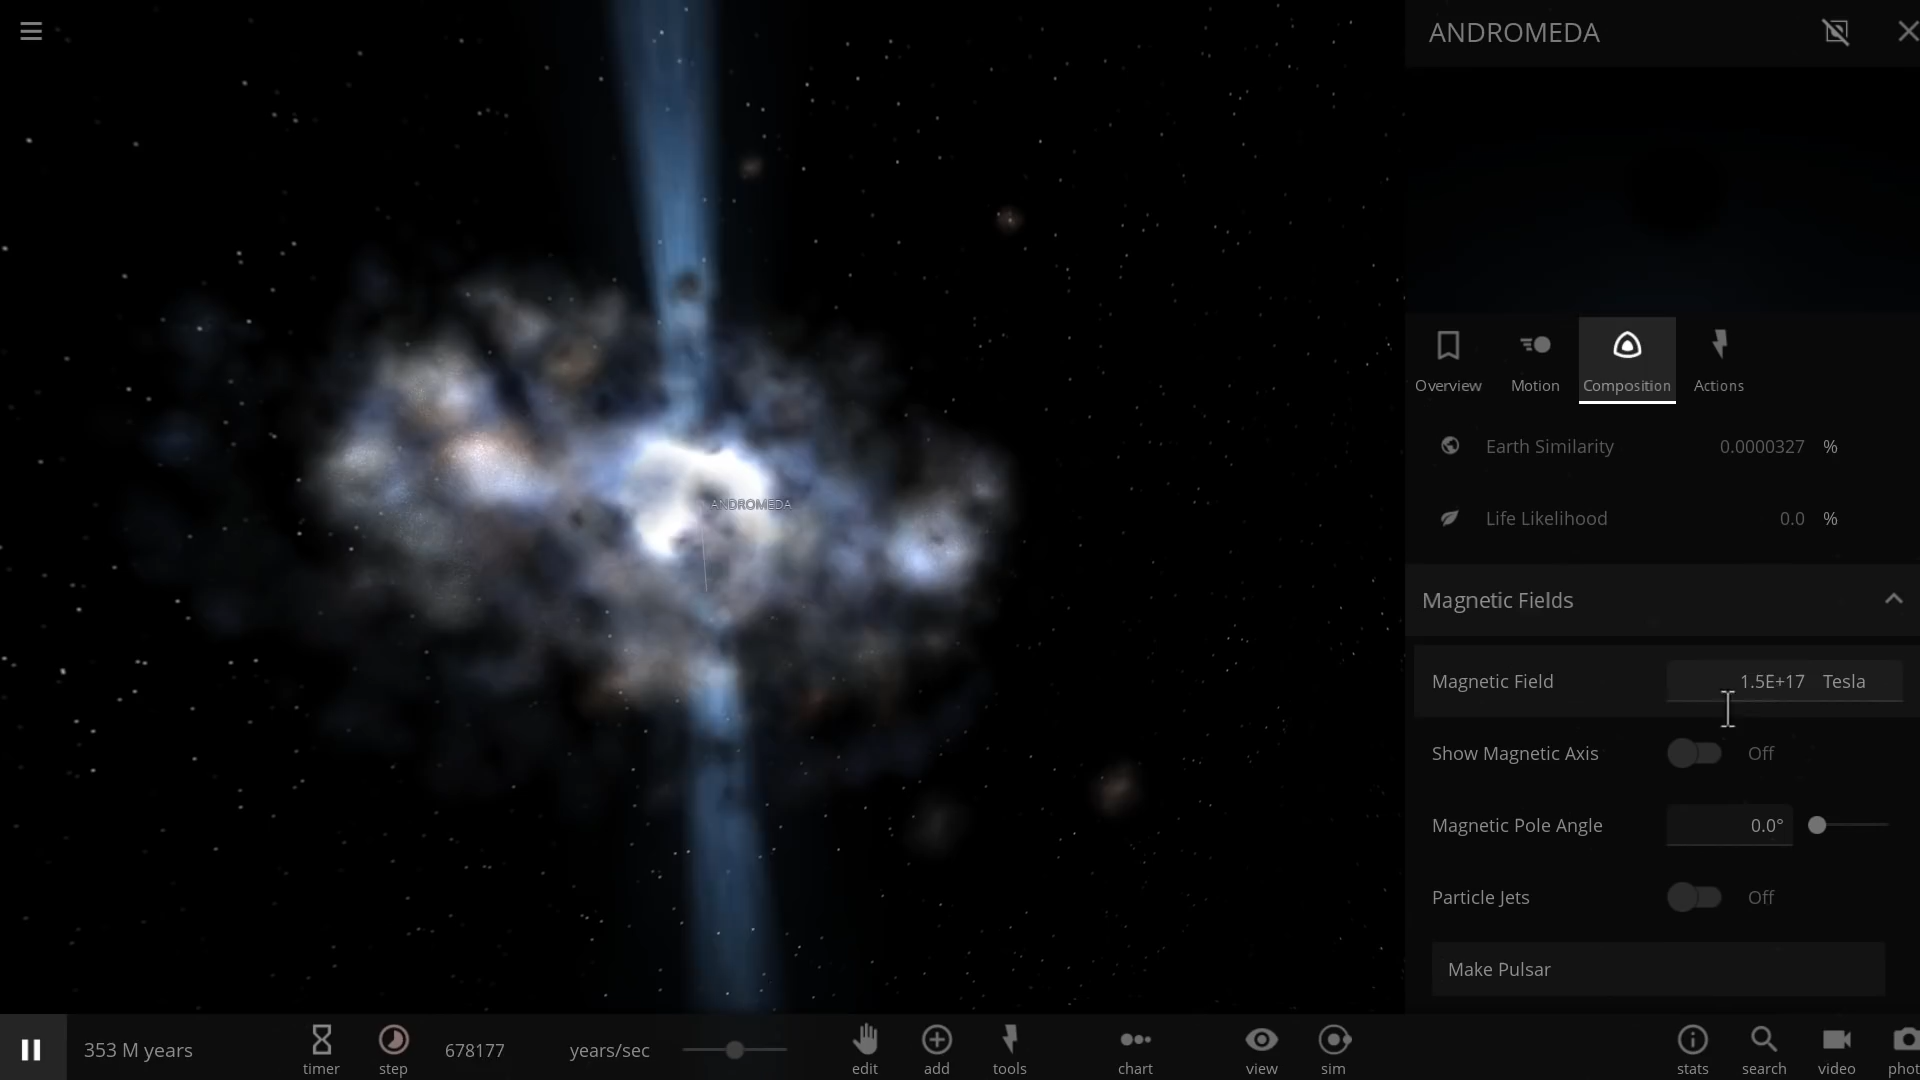 ANDROMEDA
Overview Motion Composition Actions
Earth Similarity 0.0000327 %
Life Likelihood 0.0 %
ANDROMEDA
Magnetic Fields
Magnetic Field 1.5E+17 Tesla
Show Magnetic Axis Off
Magnetic Pole Angle 0.0°
Particle Jets Off
Make Pulsar
353 M years timer step 678177 years/sec edit add tools chart view sim stats search video phot